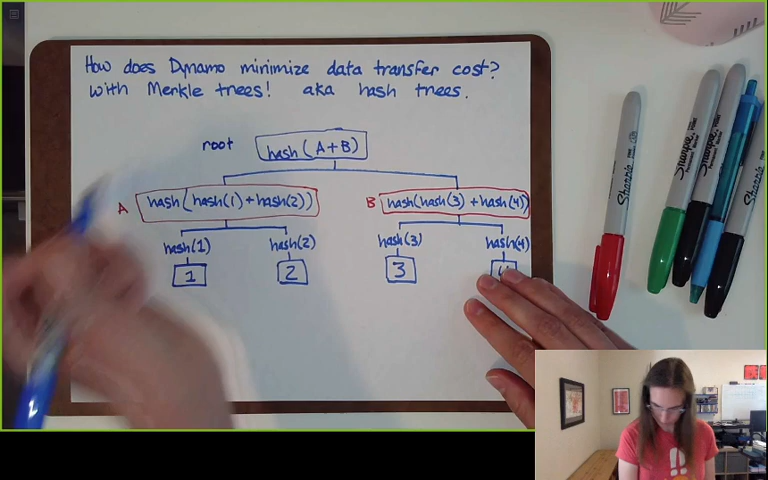 How does Dynamo minimize data transfer cost?
with Merkle trees! aka hash trees.
root hash(A+B)
A hash(hash(1)+hash(2)) B hash(hash(3)+hash(4))
hash(1) hash(2) hash(3) hash(4)
1 2 3 4
Sharpie Sharpie Sharpie